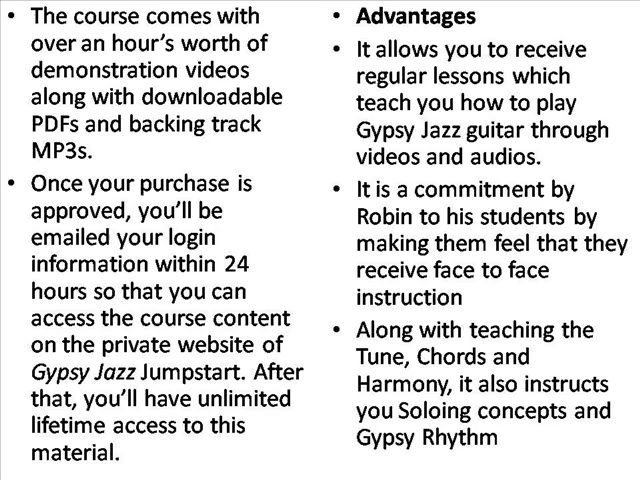 • The course comes with
over an hour's worth of
demonstration videos
along with downloadable
PDFs and backing track
MP3s.
• Once your purchase is
approved, you'll be
emailed your login
information within 24
hours so that you can
access the course content
on the private website of
Gypsy Jazz Jumpstart. After
that, you'll have unlimited
lifetime access to this
material.
• Advantages
• It allows you to receive
regular lessons which
teach you how to play
Gypsy Jazz guitar through
videos and audios.
• It is a commitment by
Robin to his students by
making them feel that they
receive face to face
instruction
• Along with teaching the
Tune, Chords and
Harmony, it also instructs
you Soloing concepts and
Gypsy Rhythm